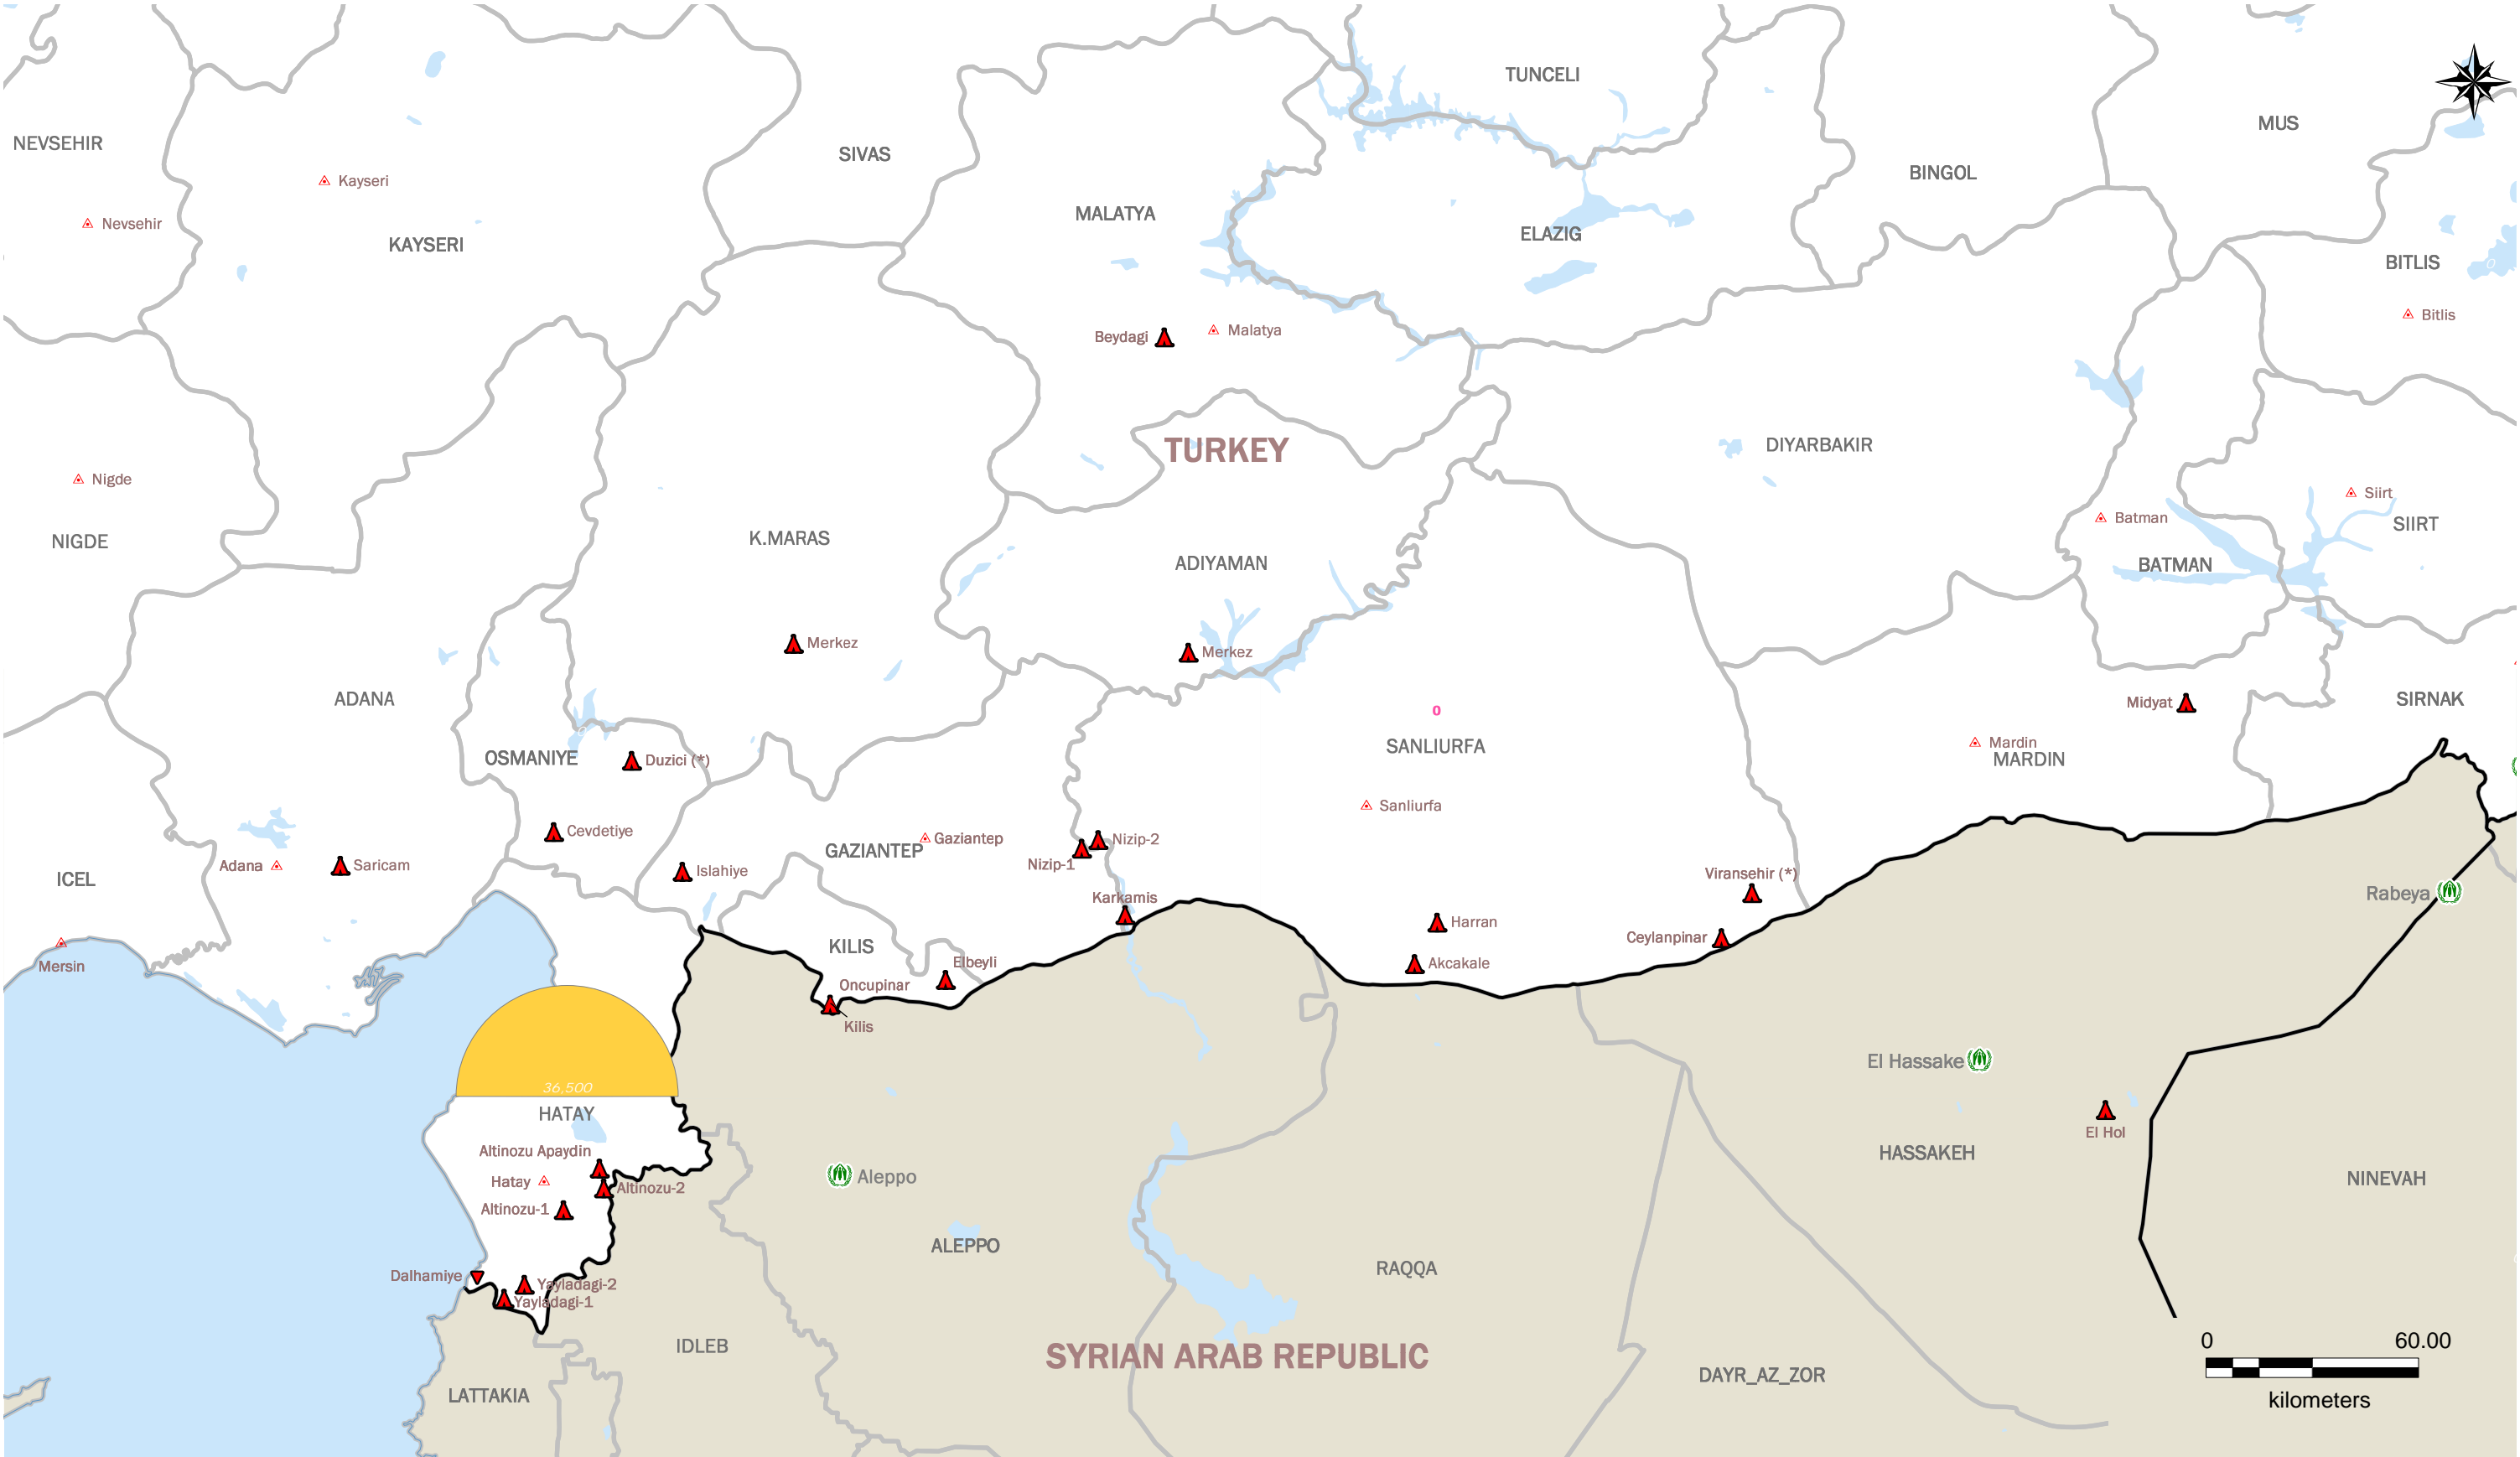 TUNCELI
MUS
NEVSEHIR
SIVAS
BINGOL
Kayseri
MALATYA
Nevsehir
ELAZIG
KAYSERI
BITLIS
0
Bitlis
Beydagi
Malatya
TURKEY
DIYARBAKIR
Nigde
Siirt
Batman
SIIRT
NIGDE
K.MARAS
ADIYAMAN
BATMAN
Merkez
Merkez
ADANA
Midyat
SIRNAK
0
0
Mardin
SANLIURFA
OSMANIYE
Duzici (*)
MARDIN
Sanliurfa
Cevdetiye
Gaziantep
Nizip-2
GAZIANTEP
Nizip-1
Adana
Saricam
Islahiye
ICEL
Viransehir (*)
Rabeya
Karkamis
Harran
Ceylanpinar
KILIS
Mersin
Elbeyli
Akcakale
Oncupinar
Kilis
El Hassake
36,500
HATAY
El Hol
Altinozu Apaydin
HASSAKEH
Aleppo
NINEVAH
Hatay
Altinozu-2
Altinozu-1
ALEPPO
RAQQA
Dalhamiye
Yayladagi-2
Yayladagi-1
IDLEB
SYRIAN ARAB REPUBLIC
0 60.00
DAYR_AZ_ZOR
LATTAKIA
kilometers